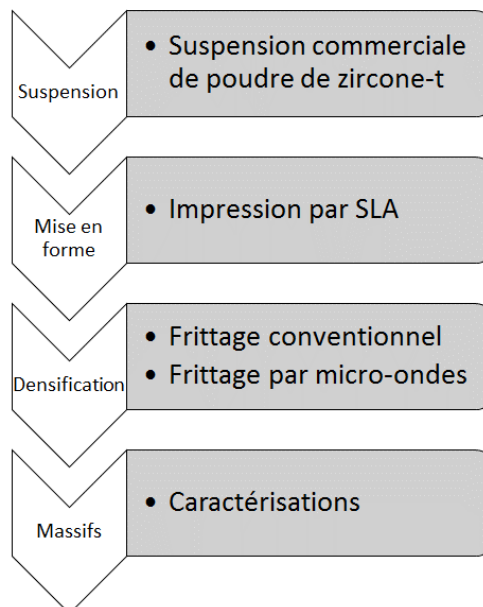 Suspension
• Suspension commerciale
de poudre de zircone-t
Mise en
forme
• Impression par SLA
Densification
• Frittage conventionnel
• Frittage par micro-ondes
Massifs
• Caractérisations